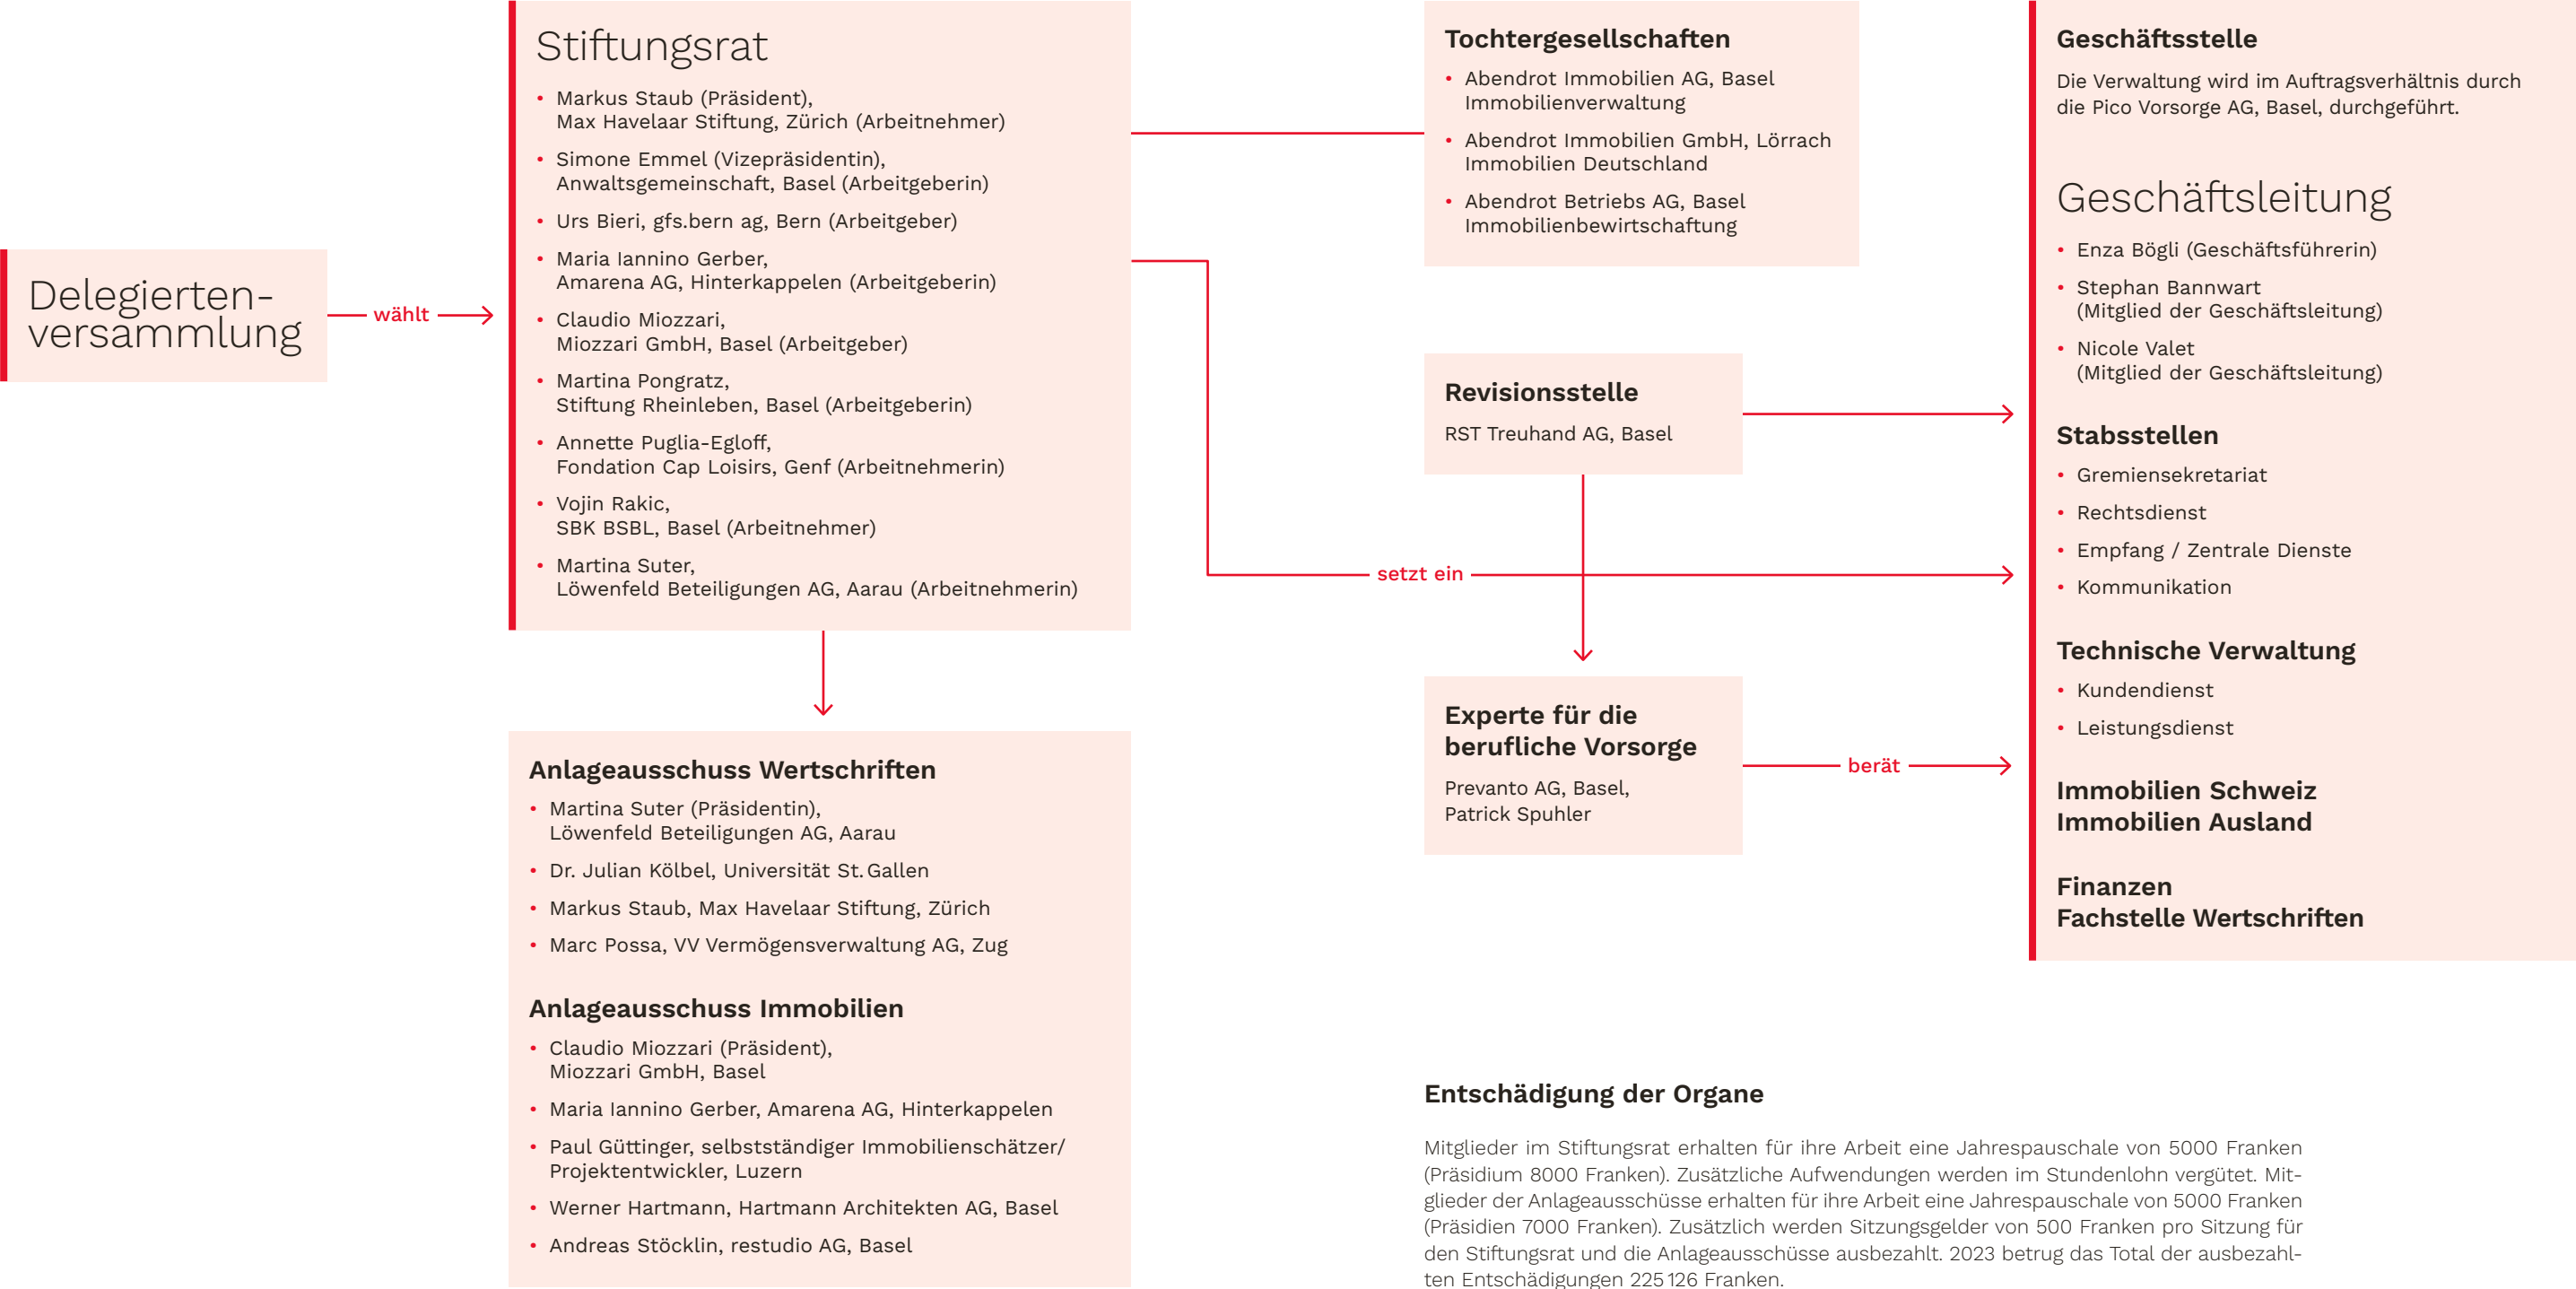 Delegierten-
versammlung
wählt
Stiftungsrat
• Markus Staub (Präsident),
Max Havelaar Stiftung, Zürich (Arbeitnehmer)
• Simone Emmel (Vizepräsidentin),
Anwaltsgemeinschaft, Basel (Arbeitgeberin)
• Urs Bieri, gfs.bern ag, Bern (Arbeitgeber)
• Maria Iannino Gerber,
Amarena AG, Hinterkappelen (Arbeitgeberin)
• Claudio Miozzari,
Miozzari GmbH, Basel (Arbeitgeber)
• Martina Pongratz,
Stiftung Rheinleben, Basel (Arbeitgeberin)
• Annette Puglia-Egloff,
Fondation Cap Loisirs, Genf (Arbeitnehmerin)
• Vojin Rakic,
SBK BSBL, Basel (Arbeitnehmer)
• Martina Suter,
Löwenfeld Beteiligungen AG, Aarau (Arbeitnehmerin)
Anlageausschuss Wertschriften
• Martina Suter (Präsidentin),
Löwenfeld Beteiligungen AG, Aarau
• Dr. Julian Kölbel, Universität St. Gallen
• Markus Staub, Max Havelaar Stiftung, Zürich
• Marc Possa, VV Vermögensverwaltung AG, Zug
Anlageausschuss Immobilien
• Claudio Miozzari (Präsident),
Miozzari GmbH, Basel
• Maria Iannino Gerber, Amarena AG, Hinterkappelen
• Paul Güttinger, selbstständiger Immobilienschätzer/
Projektentwickler, Luzern
• Werner Hartmann, Hartmann Architekten AG, Basel
• Andreas Stöcklin, restudio AG, Basel
Tochtergesellschaften
• Abendrot Immobilien AG, Basel
Immobilienverwaltung
• Abendrot Immobilien GmbH, Lörrach
Immobilien Deutschland
• Abendrot Betriebs AG, Basel
Immobilienbewirtschaftung
Revisionsstelle
RST Treuhand AG, Basel
setzt ein
Experte für die
berufliche Vorsorge
Prevanto AG, Basel,
Patrick Spuhler
berät
Geschäftsstelle
Die Verwaltung wird im Auftragsverhältnis durch
die Pico Vorsorge AG, Basel, durchgeführt.
Geschäftsleitung
• Enza Bögli (Geschäftsführerin)
• Stephan Bannwart
(Mitglied der Geschäftsleitung)
• Nicole Valet
(Mitglied der Geschäftsleitung)
Stabsstellen
• Gremiensekretariat
• Rechtsdienst
• Empfang / Zentrale Dienste
• Kommunikation
Technische Verwaltung
• Kundendienst
• Leistungsdienst
Immobilien Schweiz
Immobilien Ausland
Finanzen
Fachstelle Wertschriften
Entschädigung der Organe
Mitglieder im Stiftungsrat erhalten für ihre Arbeit eine Jahrespauschale von 5000 Franken
(Präsidium 8000 Franken). Zusätzliche Aufwendungen werden im Stundenlohn vergütet. Mit-
glieder der Anlageausschüsse erhalten für ihre Arbeit eine Jahrespauschale von 5000 Franken
(Präsidien 7000 Franken). Zusätzlich werden Sitzungsgelder von 500 Franken pro Sitzung für
den Stiftungsrat und die Anlageausschüsse ausbezahlt. 2023 betrug das Total der ausbezahl-
ten Entschädigungen 225 126 Franken.